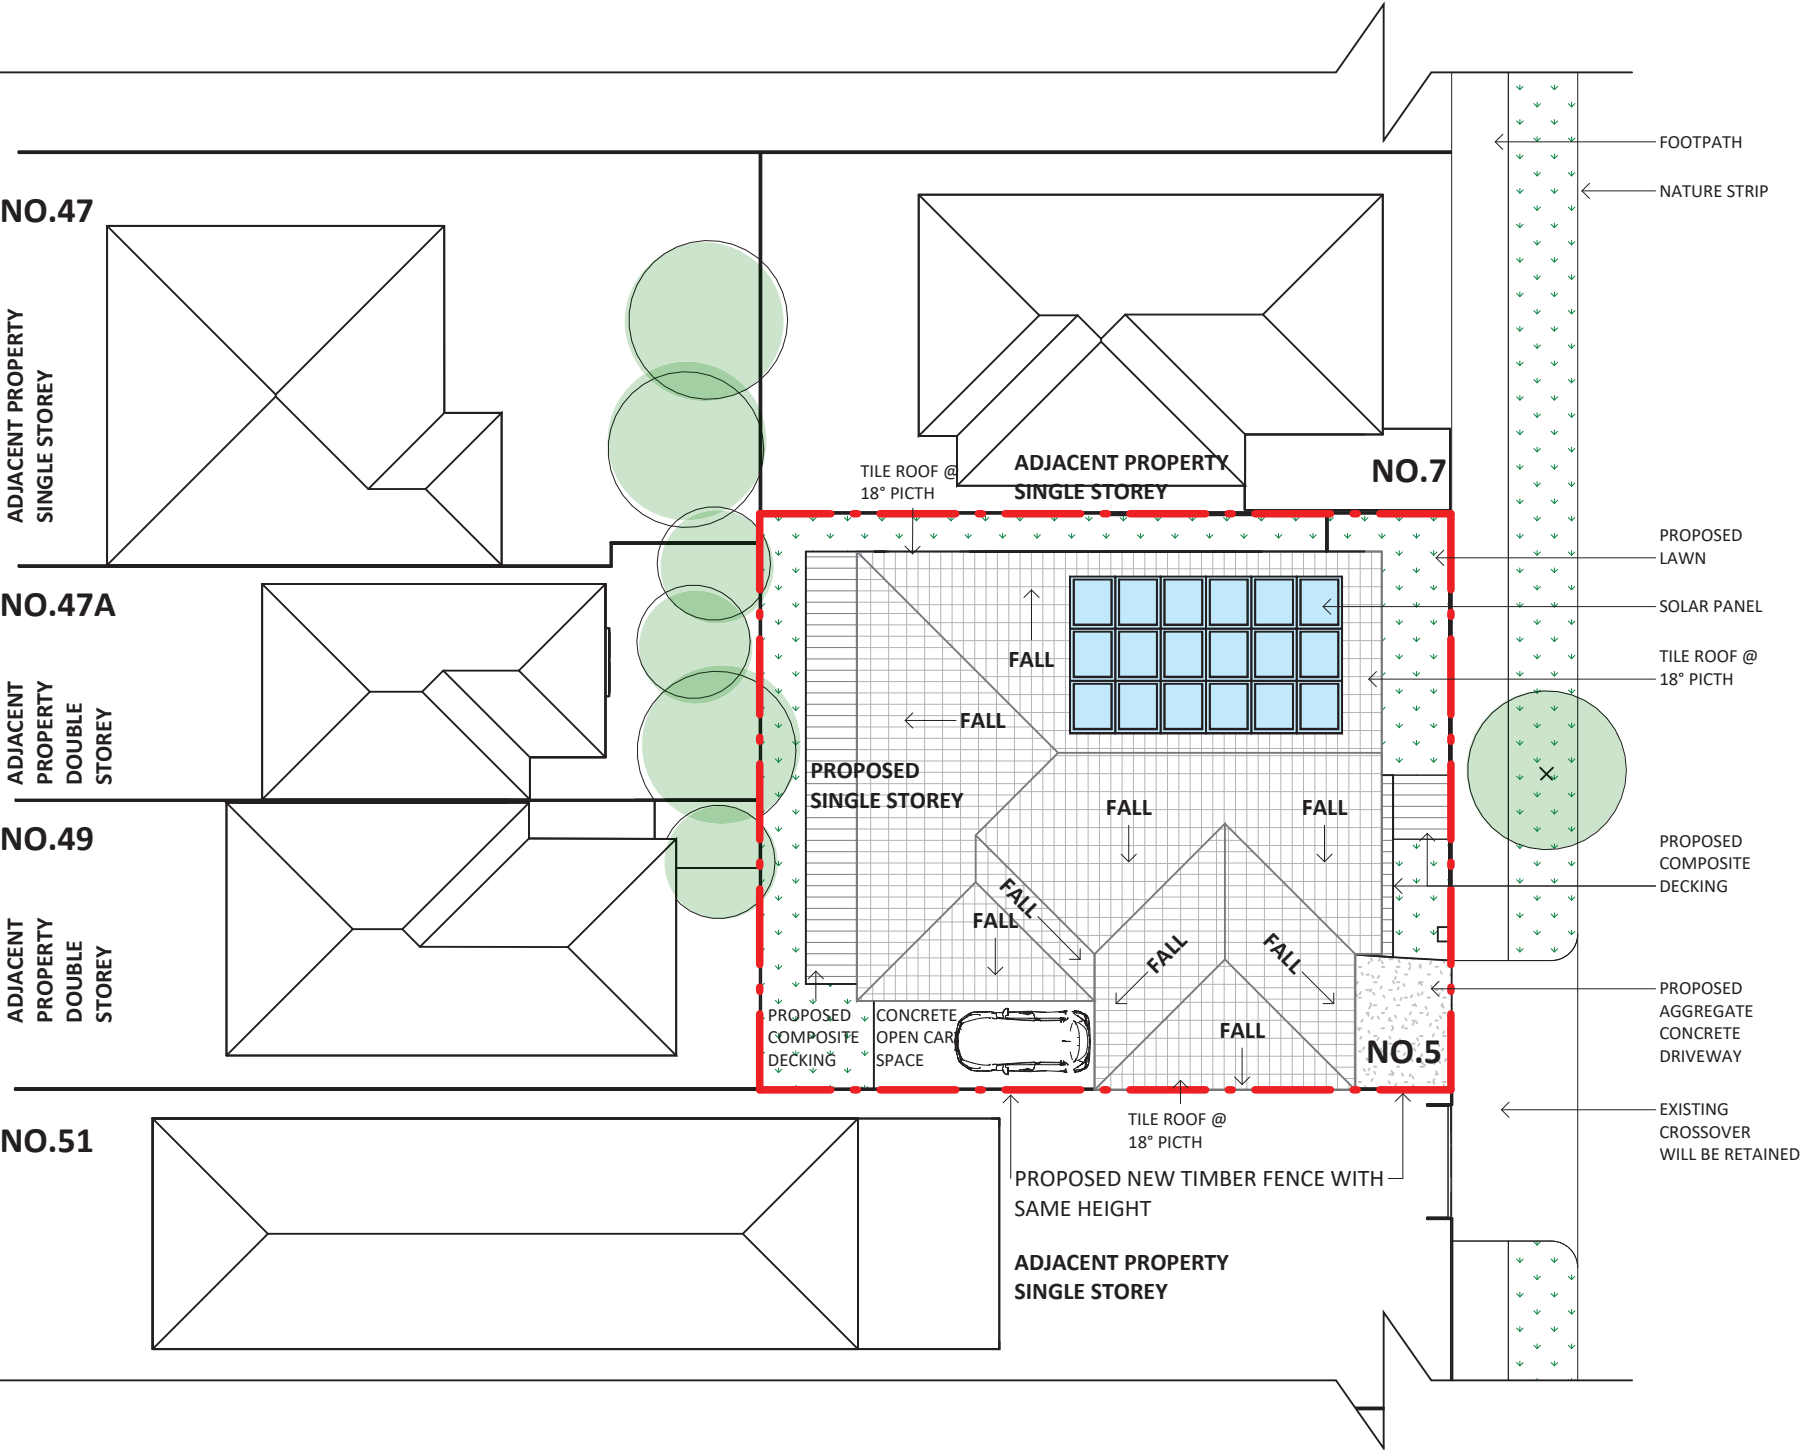 FOOTPATH
NATURE STRIP
NO.47
ADJACENT PROPERTY
SINGLE STOREY
TILE ROOF @
18° PICTH
ADJACENT PROPERTY
SINGLE STOREY
NO.7
PROPOSED
LAWN
SOLAR PANEL
TILE ROOF @
18° PICTH
NO.47A
ADJACENT
PROPERTY
DOUBLE
STOREY
FALL
FALL
PROPOSED
SINGLE STOREY
FALL
FALL
NO.49
ADJACENT
PROPERTY
DOUBLE
STOREY
FALL
FALL
FALL
FALL
FALL
PROPOSED
COMPOSITE
DECKING
PROPOSED
COMPOSITE
DECKING
CONCRETE
OPEN CAR
SPACE
NO.5
PROPOSED
AGGREGATE
CONCRETE
DRIVEWAY
TILE ROOF @
18° PICTH
EXISTING
CROSSOVER
WILL BE RETAINED
NO.51
PROPOSED NEW TIMBER FENCE WITH
SAME HEIGHT
ADJACENT PROPERTY
SINGLE STOREY